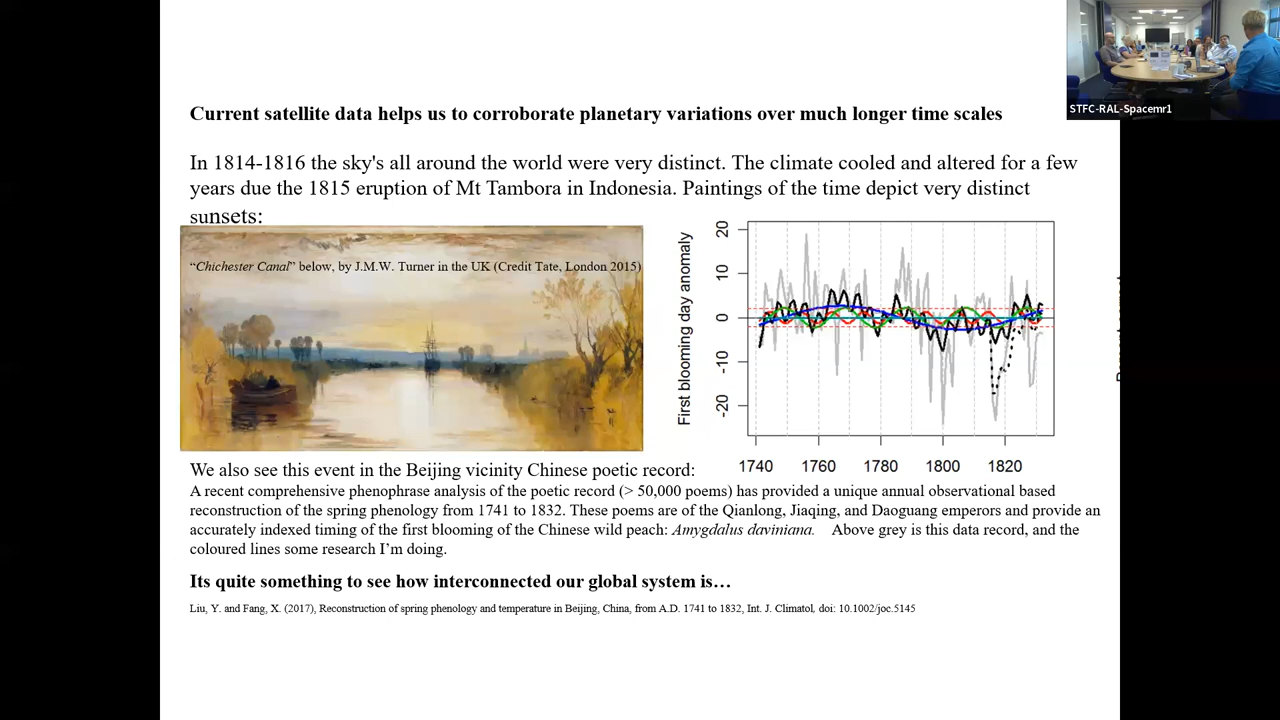 STFC-RAL-Spacemr1
Current satellite data helps us to corroborate planetary variations over much longer time scales
In 1814-1816 the sky's all around the world were very distinct. The climate cooled and altered for a few
years due the 1815 eruption of Mt Tambora in Indonesia. Paintings of the time depict very distinct
sunsets:
“Chichester Canal” below, by J.M.W. Turner in the UK (Credit Tate, London 2015)
First blooming day anomaly
20
10
0
-10
-20
1740 1760 1780 1800 1820
We also see this event in the Beijing vicinity Chinese poetic record:
A recent comprehensive phenophrase analysis of the poetic record (> 50,000 poems) has provided a unique annual observational based
reconstruction of the spring phenology from 1741 to 1832. These poems are of the Qianlong, Jiaqing, and Daoguang emperors and provide an
accurately indexed timing of the first blooming of the Chinese wild peach: Amygdalus daviniana. Above grey is this data record, and the
coloured lines some research I’m doing.
Its quite something to see how interconnected our global system is…
Liu, Y. and Fang, X. (2017), Reconstruction of spring phenology and temperature in Beijing, China, from A.D. 1741 to 1832, Int. J. Climatol, doi: 10.1002/joc.5145